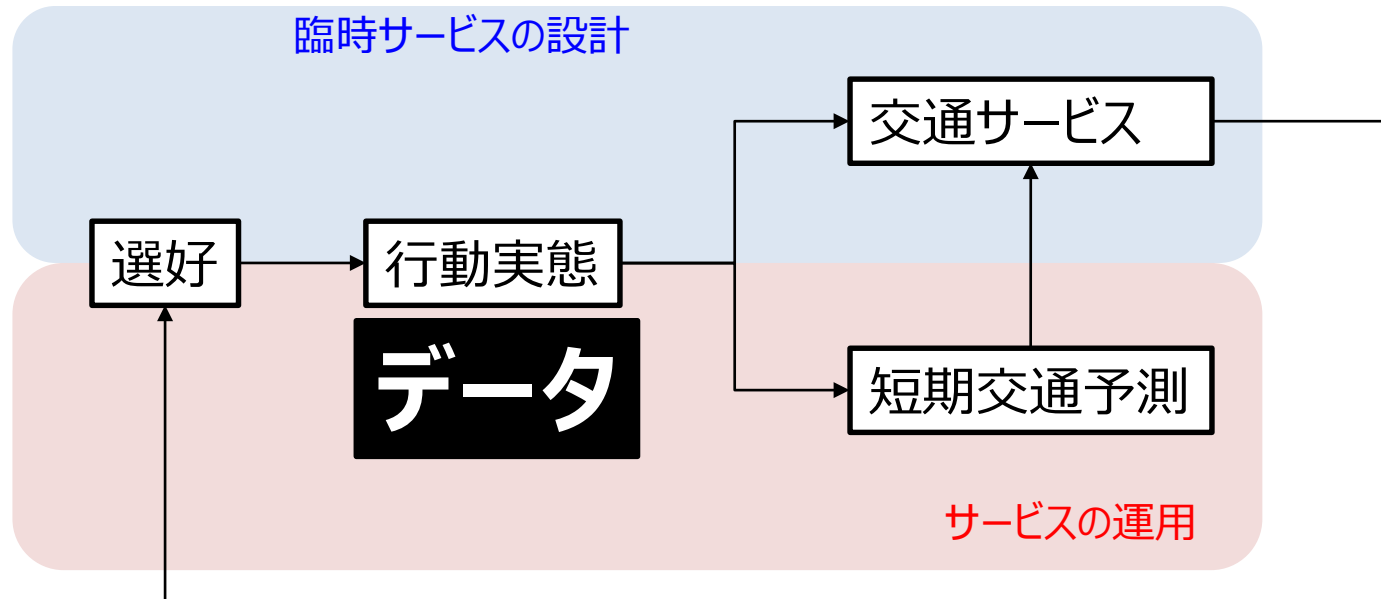 臨時サービスの設計
交通サービス
選好
行動実態
データ
短期交通予測
サービスの運用